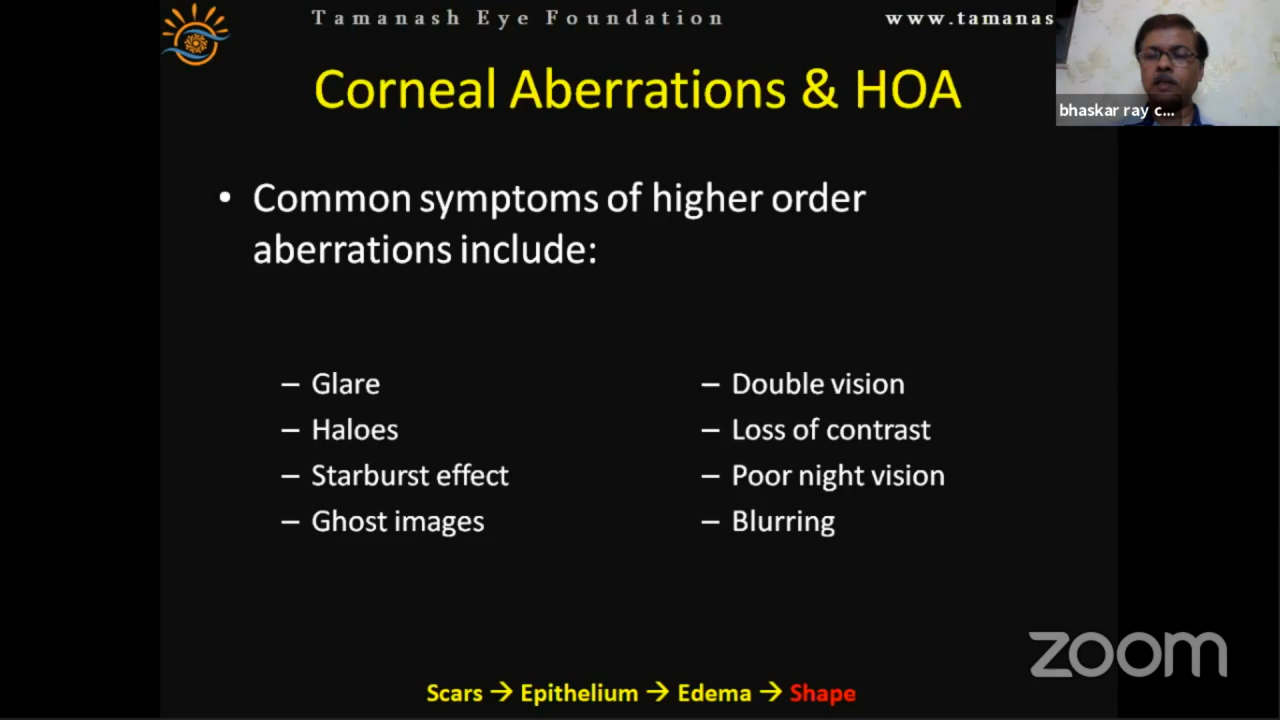 Tamanash Eye Foundation
www.tamanas
bhaskar ray c...
Corneal Aberrations & HOA
• Common symptoms of higher order
aberrations include:
– Glare
– Haloes
– Starburst effect
– Ghost images
– Double vision
– Loss of contrast
– Poor night vision
– Blurring
zoom
Scars → Epithelium → Edema → Shape